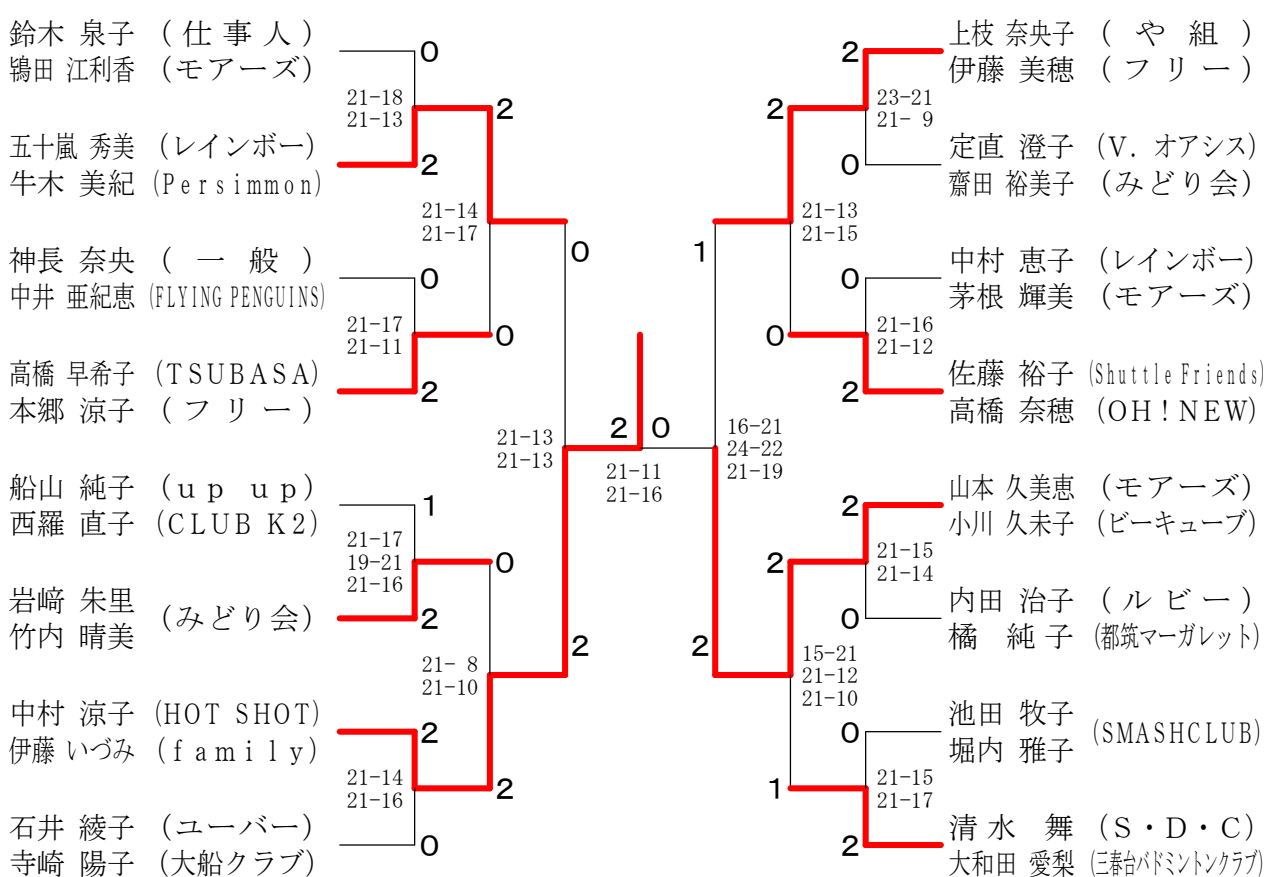 鈴木 泉子 (仕事人)
鴇田 江利香 (モアーズ)
0
21-18
21-13
2
五十嵐 秀美 (レインボー)
牛木 美紀 (Persimmon)
2
21-14
21-17
0
神長 奈央 (一般)
中井 亜紀恵 (FLYING PENGUINS)
0
21-17
21-11
0
高橋 早希子 (TSUBASA)
本郷 涼子 (フリー)
2
21-13
21-13
2 0
21-11
21-16
船山 純子 (up up)
西羅 直子 (CLUB K2)
1
21-17
19-21
21-16
0
岩﨑 朱里
竹内 晴美
(みどり会)
2
21- 8
21-10
2
中村 涼子 (HOT SHOT)
伊藤 いづみ (family)
2
21-14
21-16
2
石井 綾子 (ユーバー)
寺崎 陽子 (大船クラブ)
0
上枝 奈央子 (や組)
伊藤 美穂 (フリー)
2
23-21
21- 9
2
定直 澄子 (V. オアシス)
齋田 裕美子 (みどり会)
0
21-13
21-15
1
中村 恵子 (レインボー)
茅根 輝美 (モアーズ)
0
21-16
21-12
0
佐藤 裕子 (Shuttle Friends)
高橋 奈穂 (OH!NEW)
2
16-21
24-22
21-19
山本 久美恵 (モアーズ)
小川 久未子 (ビーキューブ)
2
21-15
21-14
2
内田 治子 (ルビー)
橘 純子 (都筑マーガレット)
0
15-21
21-12
21-10
2
池田 牧子
堀内 雅子
(SMASHCLUB)
0
21-15
21-17
1
清水 舞 (S・D・C)
大和田 愛梨 (三春台バドミントンクラブ)
2